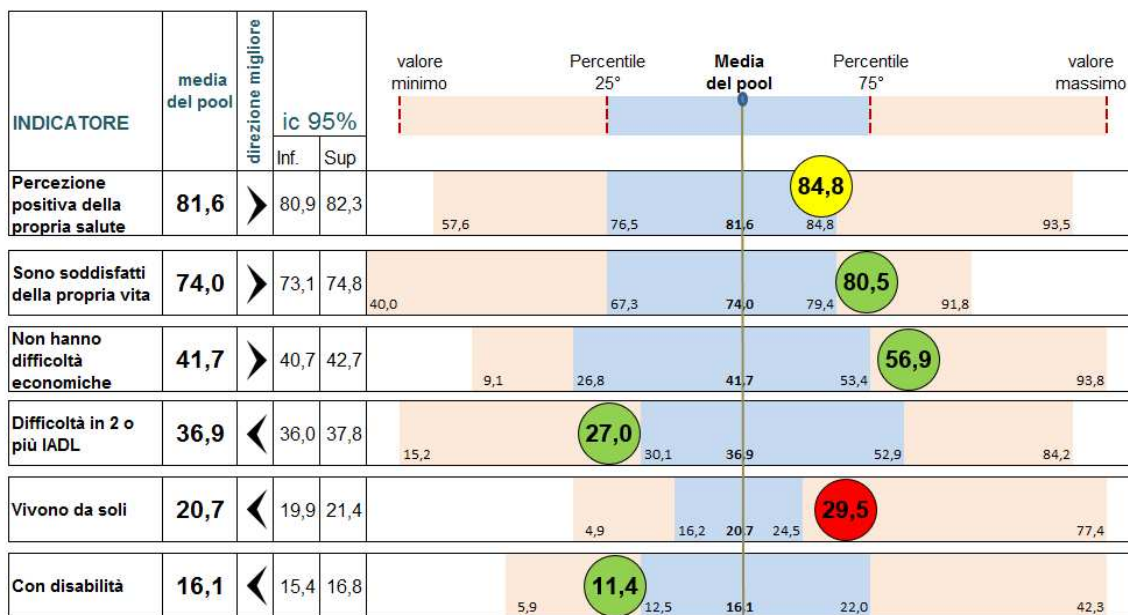 INDICATORE
media
del pool
direzione migliore
ic 95%
Inf.
Sup
valore
minimo
Percentile
25°
Media
del pool
Percentile
75°
valore
massimo
Percezione
positiva della
propria salute
81,6
80,9
82,3
57,6
76,5
81,6
84,8
84,8
93,5
Sono soddisfatti
della propria vita
74,0
73,1
74,8
40,0
67,3
74,0
79,4
80,5
91,8
Non hanno
difficoltà
economiche
41,7
40,7
42,7
9,1
26,8
41,7
53,4
56,9
93,8
Difficoltà in 2 o
più IADL
36,9
36,0
37,8
15,2
27,0
30,1
36,9
52,9
84,2
Vivono da soli
20,7
19,9
21,4
4,9
16,2
20,7
24,5
29,5
77,4
Con disabilità
16,1
15,4
16,8
5,9
11,4
12,5
16,1
22,0
42,3